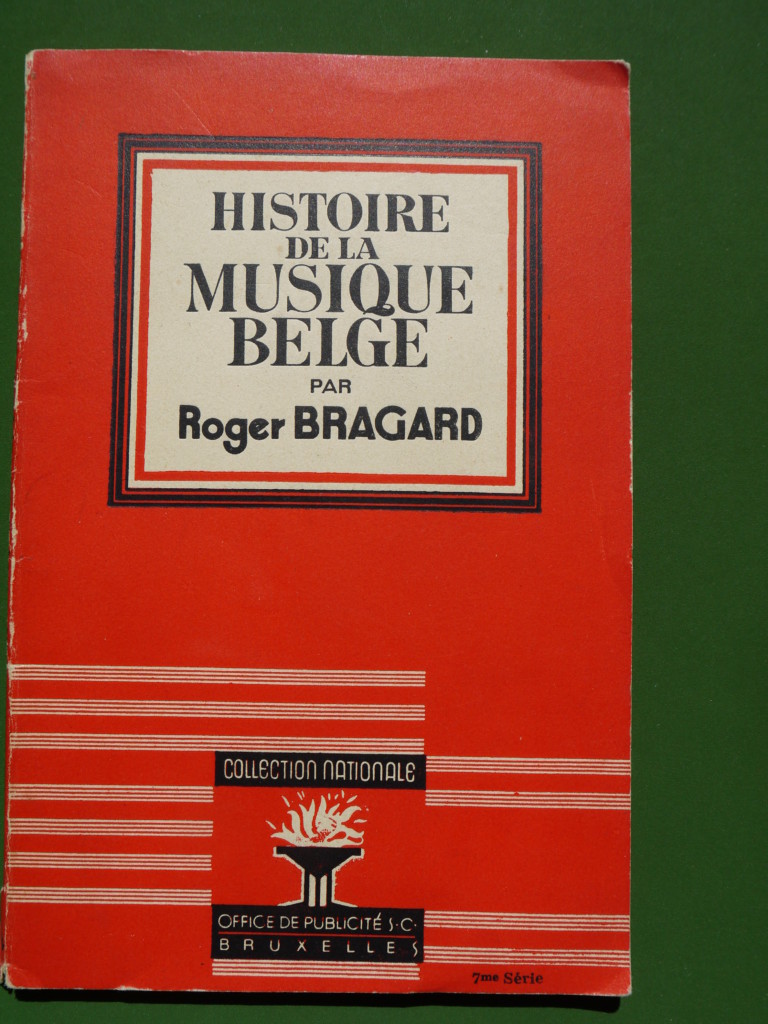 HISTOIRE
DE LA
MUSIQUE
BELGE
PAR
Roger BRAGARD
COLLECTION NATIONALE
OFFICE DE PUBLICITÉ S.C.
BRUXELLES
7me Série